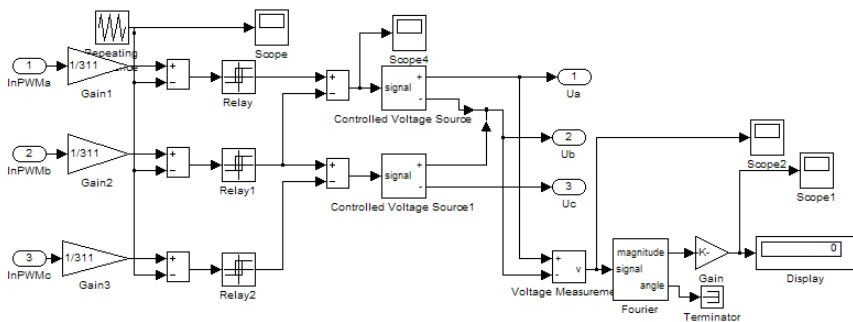 Repeating
Scope
1
InPWMa
1/311
Gain1
+
−
Relay
+
−
Scope4
signal
+
-
Controlled Voltage Source
1
Ua
2
Ub
2
InPWMb
1/311
Gain2
+
−
Relay1
+
−
signal
+
-
Controlled Voltage Source1
3
Uc
Scope2
Scope1
3
InPWMc
1/311
Gain3
+
−
Relay2
+
-
v
Voltage Measureme
magnitude
signal
angle
Fourier
-K-
Gain
Terminator
0
Display